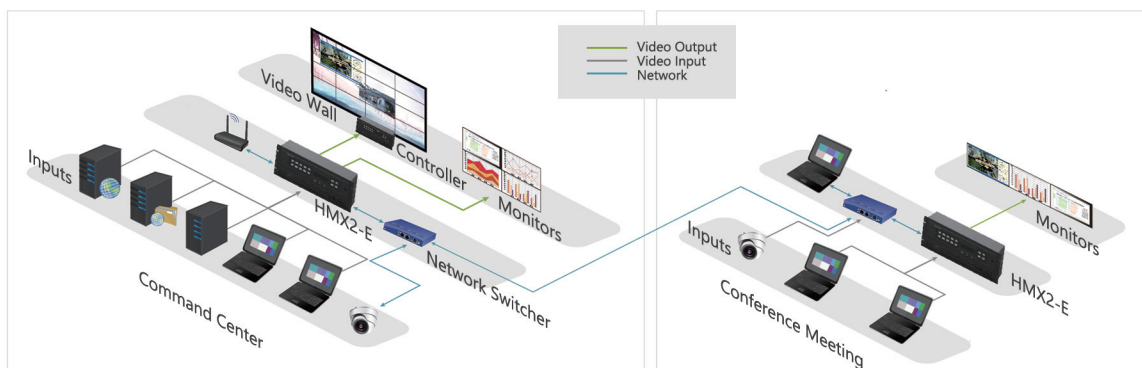 Video Output
Video Input
Network
Video Wall
Controller
Monitors
Inputs
HMX2-E
Network Switcher
Command Center
Inputs
Monitors
HMX2-E
Conference Meeting